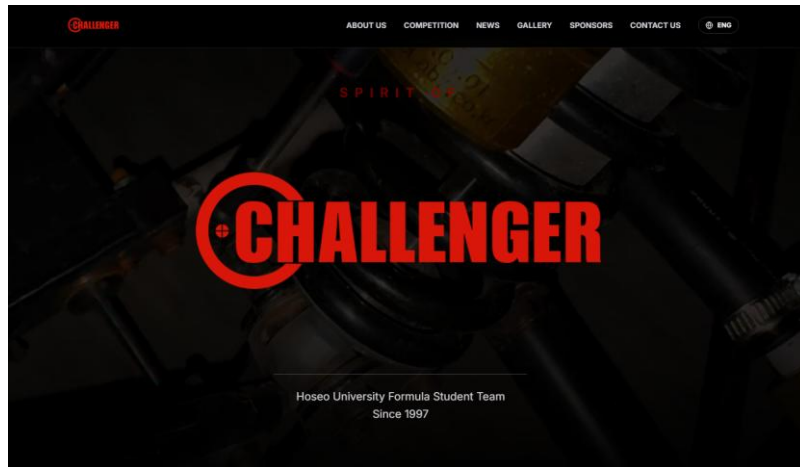 CHALLENGER
ABOUT US COMPETITION NEWS GALLERY SPONSORS CONTACT US ENG
SPIRIT OF
CHALLENGER
Hoseo University Formula Student Team
Since 1997